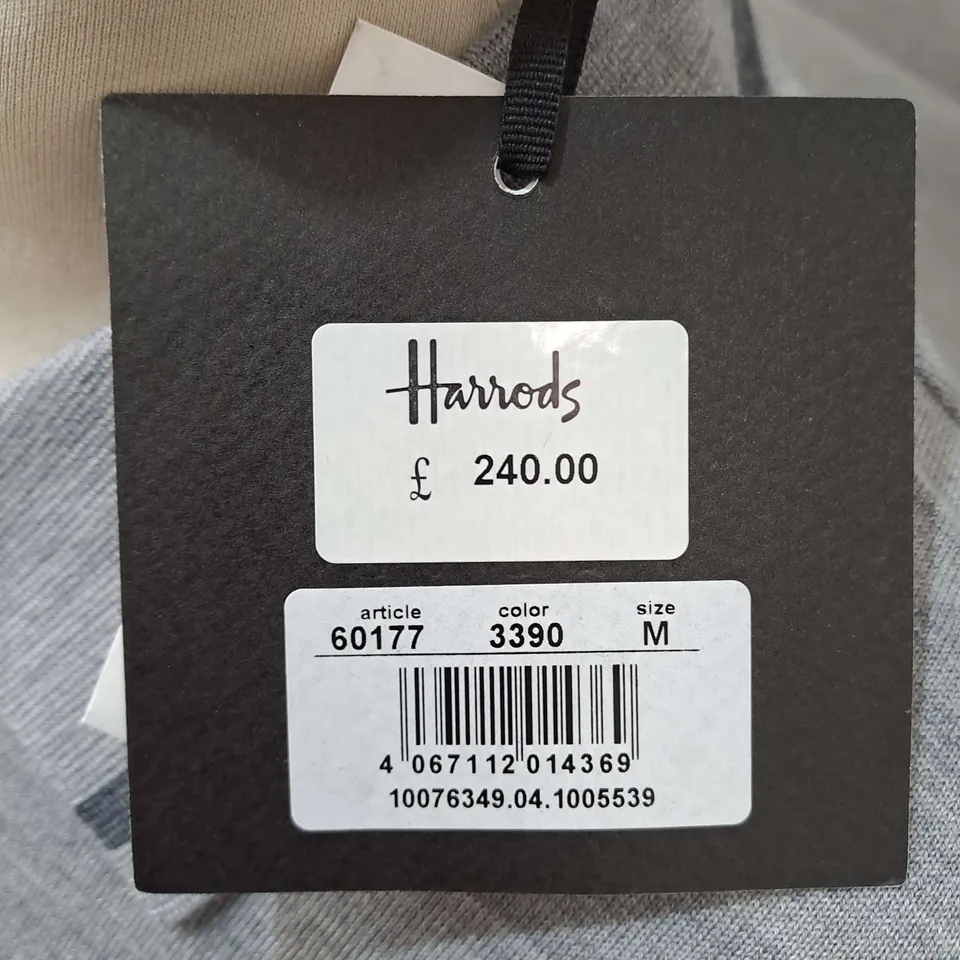 Harrods
£ 240.00
article color size
60177 3390 M
4 067112 014369
10076349.04.1005539